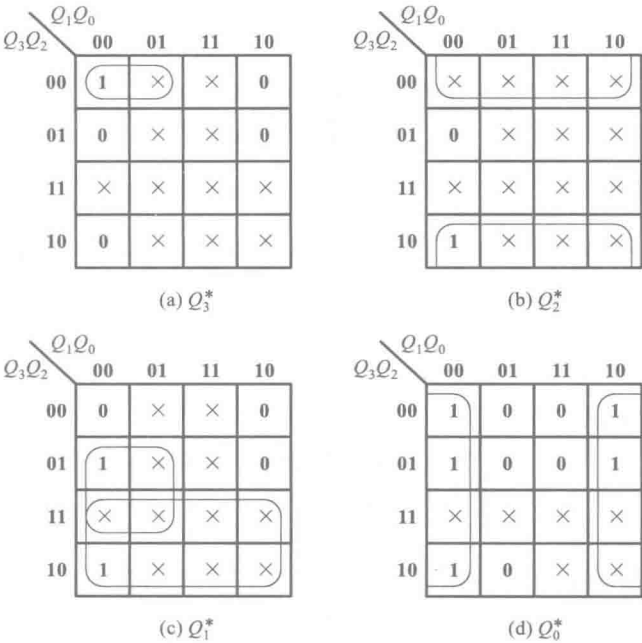 Q₁Q₀ Q₁Q₀
Q₃Q₂ 00 01 11 10 Q₃Q₂ 00 01 11 10
00 1 × × 0 00 × × × ×
01 0 × × 0 01 0 × × ×
11 × × × × 11 × × × ×
10 0 × × × 10 1 × × ×
(a) Q₃* (b) Q₂*
Q₁Q₀ Q₁Q₀
Q₃Q₂ 00 01 11 10 Q₃Q₂ 00 01 11 10
00 0 × × 0 00 1 0 0 1
01 1 × × 0 01 1 0 0 1
11 × × × × 11 × × × ×
10 1 × × × 10 1 0 × ×
(c) Q₁* (d) Q₀*